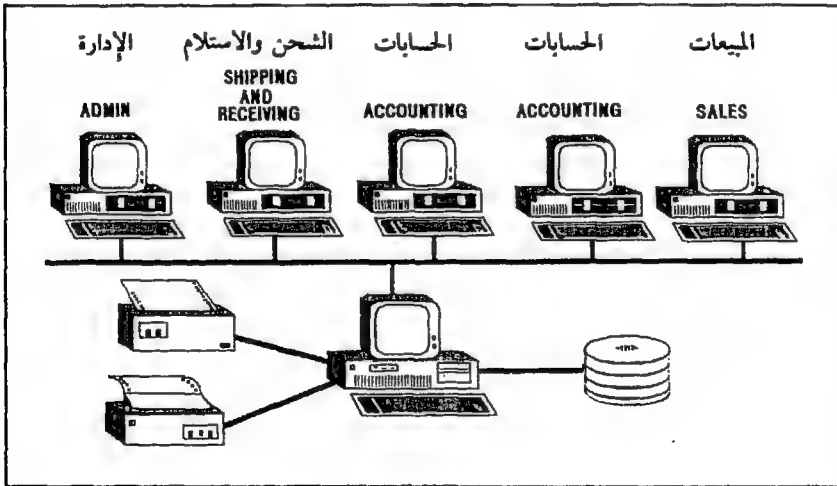 الإدارة
الشحن والاستلام
الحسابات
الحسابات
المبيعات
ADMIN
SHIPPING
AND
RECEIVING
ACCOUNTING
ACCOUNTING
SALES